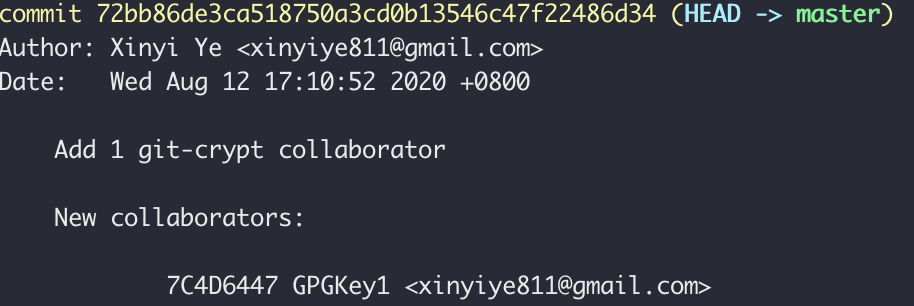 commit 72bb86de3ca518750a3cd0b13546c47f22486d34 (HEAD -> master)
Author: Xinyi Ye <xinyiye811@gmail.com>
Date:   Wed Aug 12 17:10:52 2020 +0800
Add 1 git-crypt collaborator
New collaborators:
7C4D6447 GPGKey1 <xinyiye811@gmail.com>